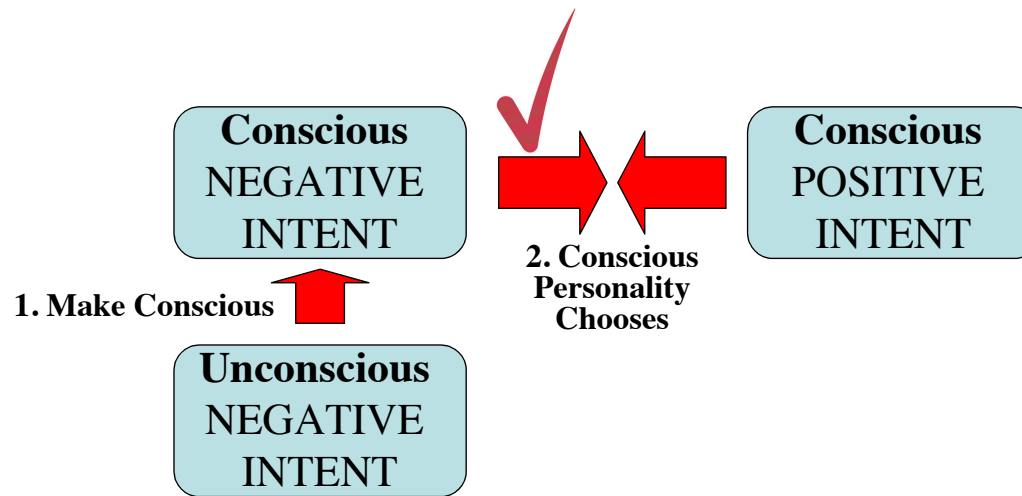 Conscious
NEGATIVE
INTENT
Conscious
POSITIVE
INTENT
2. Conscious
Personality
Chooses
1. Make Conscious
Unconscious
NEGATIVE
INTENT